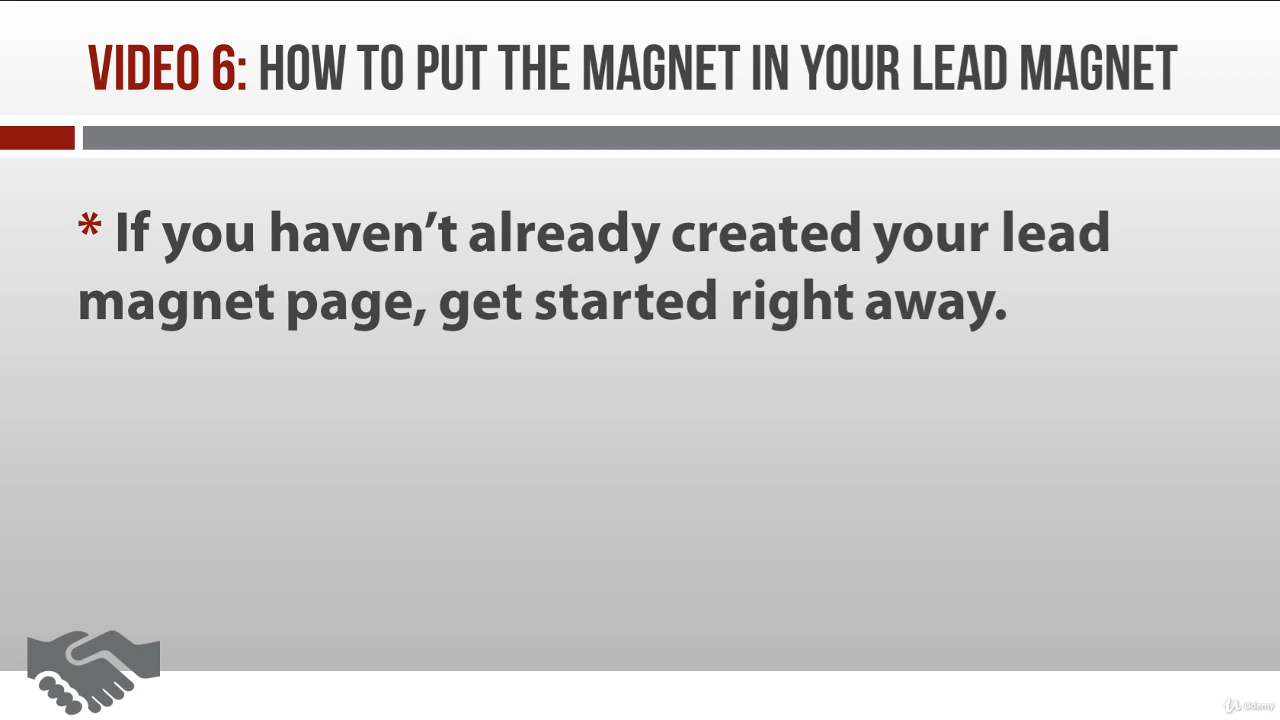 VIDEO 6: HOW TO PUT THE MAGNET IN YOUR LEAD MAGNET
* If you haven’t already created your lead
magnet page, get started right away.
Udemy